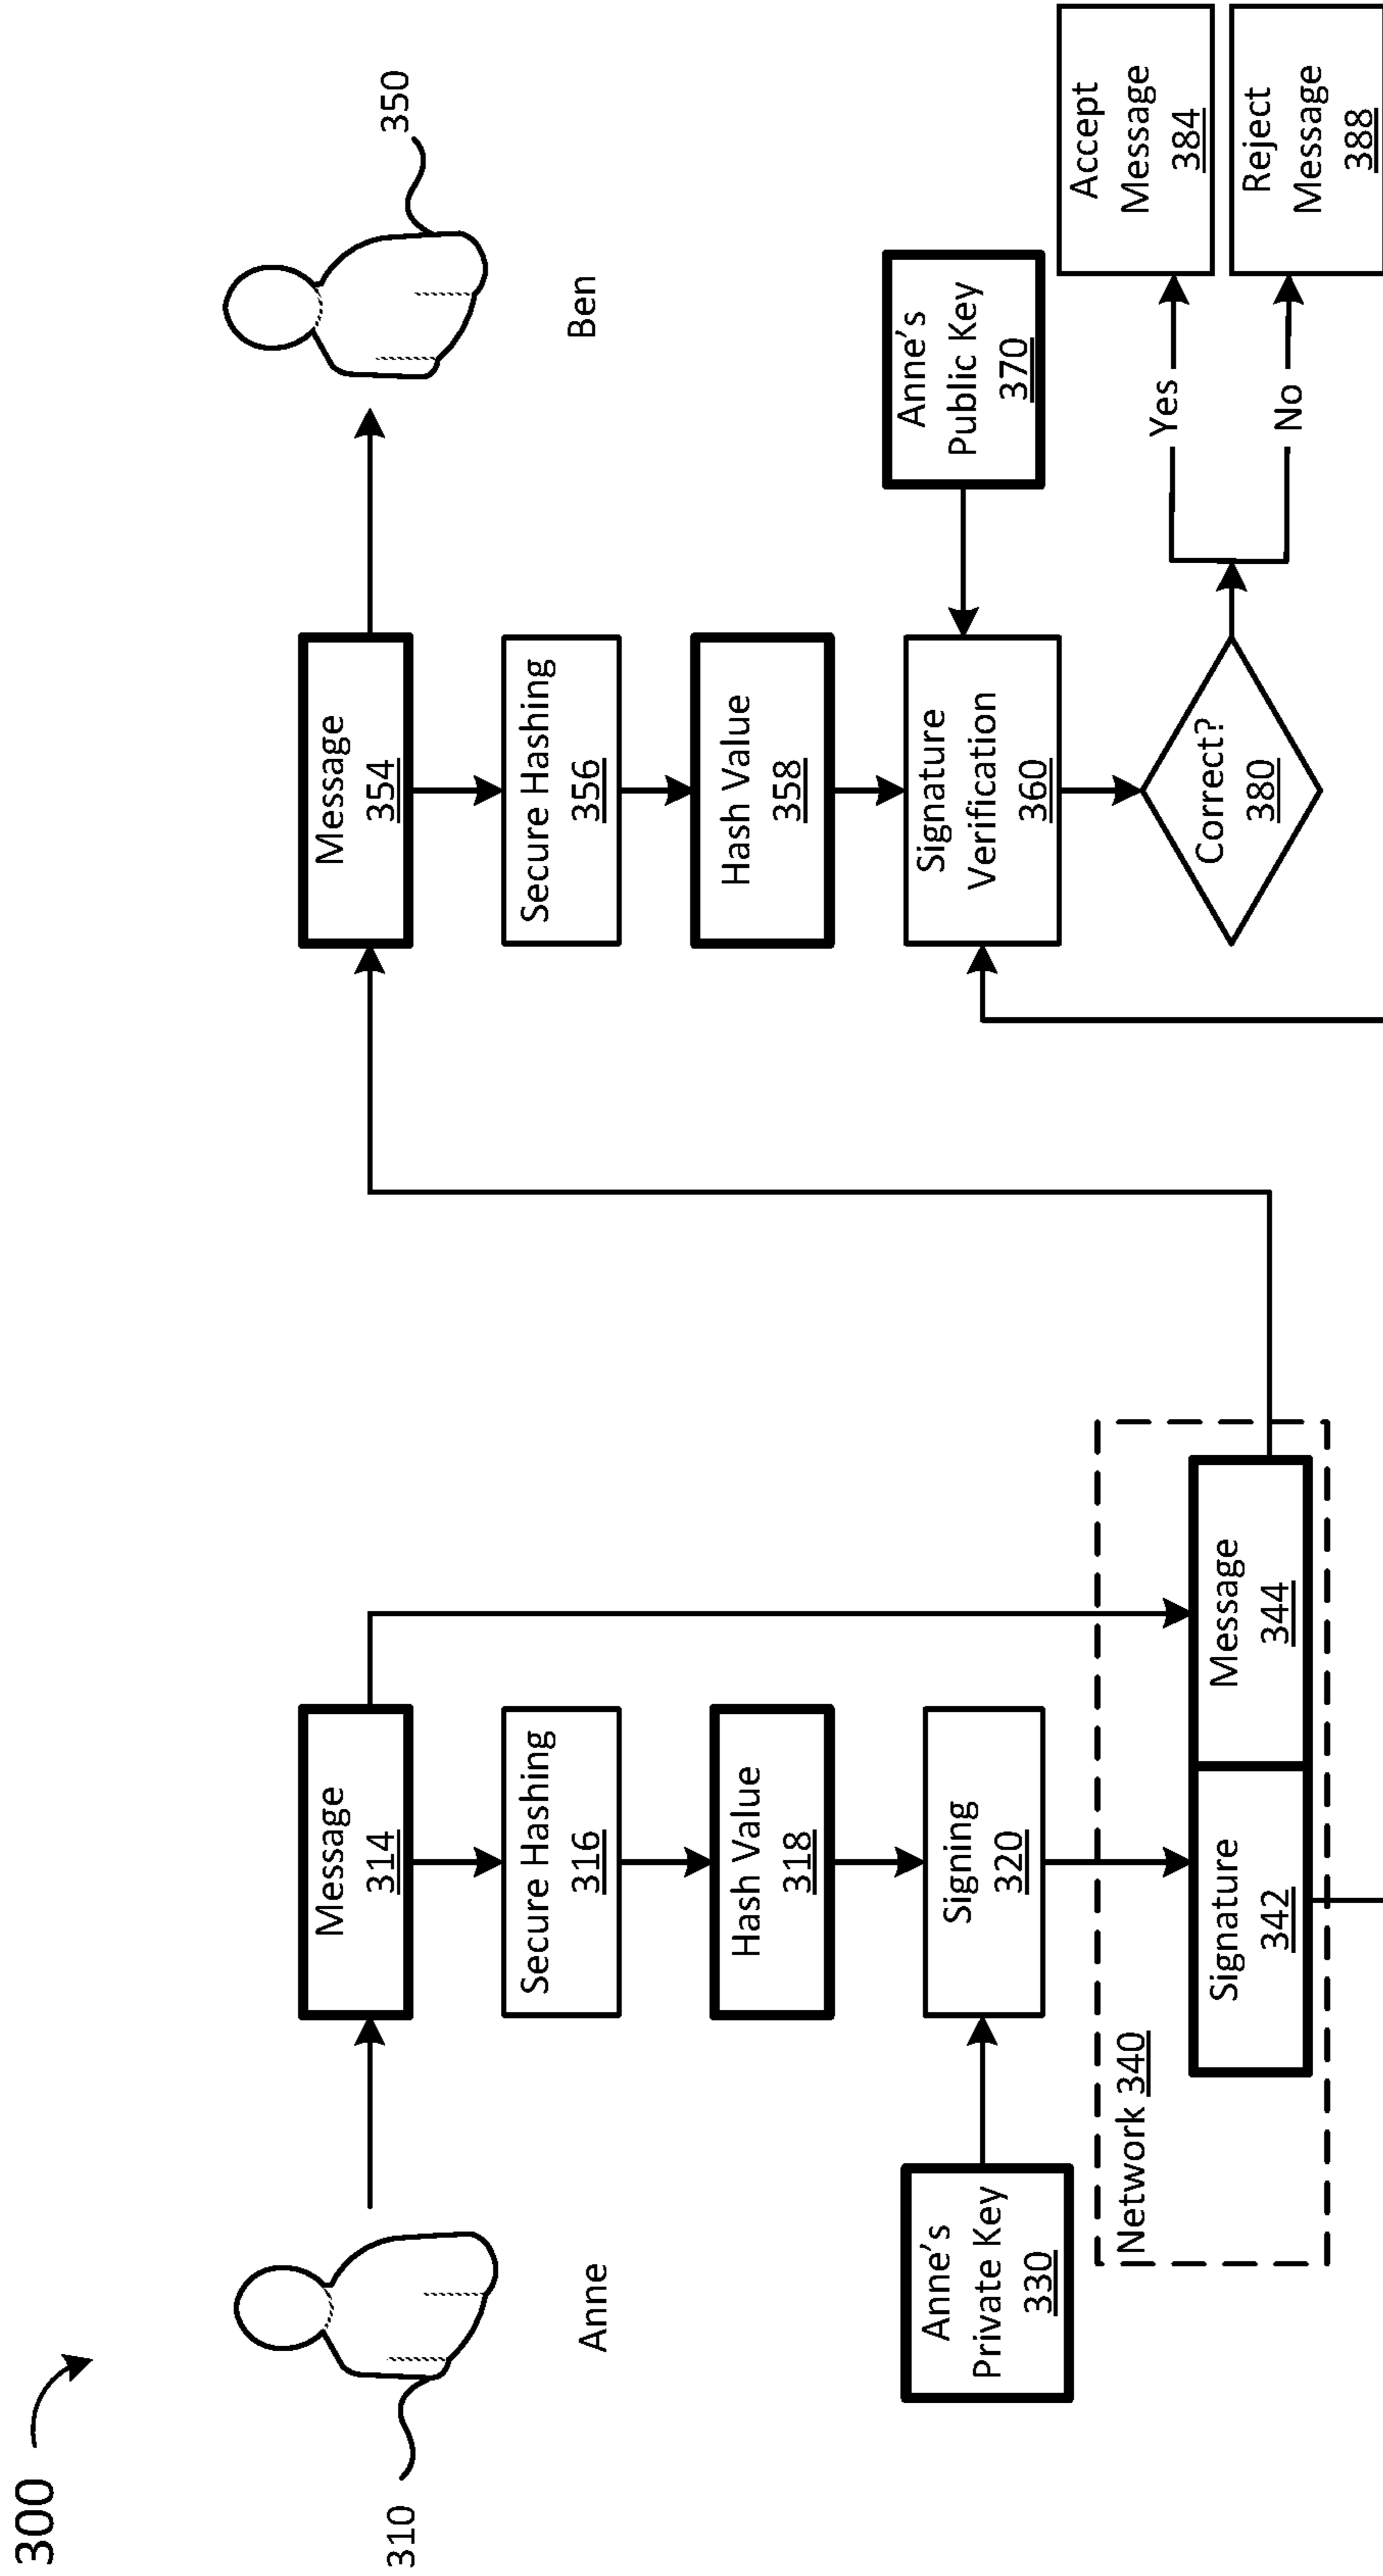 300
310
Anne
Message
314
Secure Hashing
316
Hash Value
318
Anne's
Private Key
330
Signing
320
Network 340
Signature
342
Message
344
350
Ben
Message
354
Secure Hashing
356
Hash Value
358
Signature
Verification
360
Anne's
Public Key
370
Correct?
380
Yes
No
Accept
Message
384
Reject
Message
388